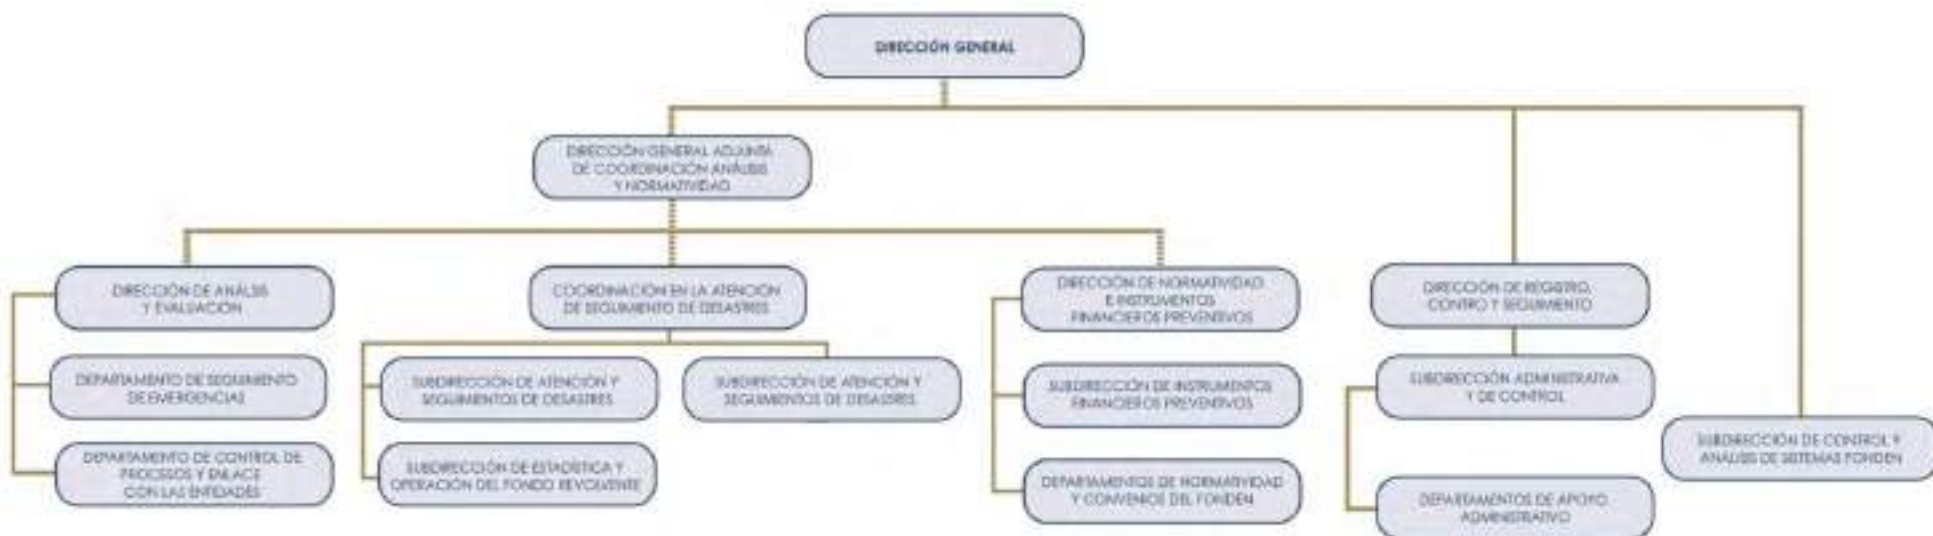 DIRECCIÓN GENERAL
DIRECCIÓN GENERAL ADJUNTA
DE COORDINACIÓN ANÁLISIS
Y NORMATIVIDAD
DIRECCIÓN DE ANÁLSIS
Y EVALUACIÓN
COORDINACIÓN EN LA ATENCIÓN
DE SEGUIMIENTO DE DESASTRES
DIRECCIÓN DE NORMATIVIDAD
E INSTRUMENTOS
FINANCIEROS PREVENTIVOS
DIRECCIÓN DE REGISTRO,
CONTRO Y SEGUIMIENTO
DEPARTAMENTO DE SEGUIMIENTO
DE EMERGENCIAS
SUBDIRECCIÓN DE ATENCIÓN Y
SEGUIMIENTOS DE DESASTRES
SUBDIRECCIÓN DE ATENCIÓN Y
SEGUIMIENTOS DE DESASTRES
SUBDIRECCIÓN DE INSTRUMENTOS
FINANCIEROS PREVENTIVOS
SUBDIRECCIÓN ADMINISTRATIVA
Y DE CONTROL
SUBDIRECCIÓN DE CONTROL Y
ANÁLISIS DE SISTEMAS FONDEN
DEPARTAMENTO DE CONTROL DE
PROCESOS Y ENLACE
CON LAS ENTIDADES
SUBDIRECCIÓN DE ESTADÍSTICA Y
OPERACIÓN DEL FONDO REVOLVENTE
DEPARTAMENTOS DE NORMATIVIDAD
Y CONVENIOS DEL FONDEN
DEPARTAMENTOS DE APOYO
ADMINISTRATIVO